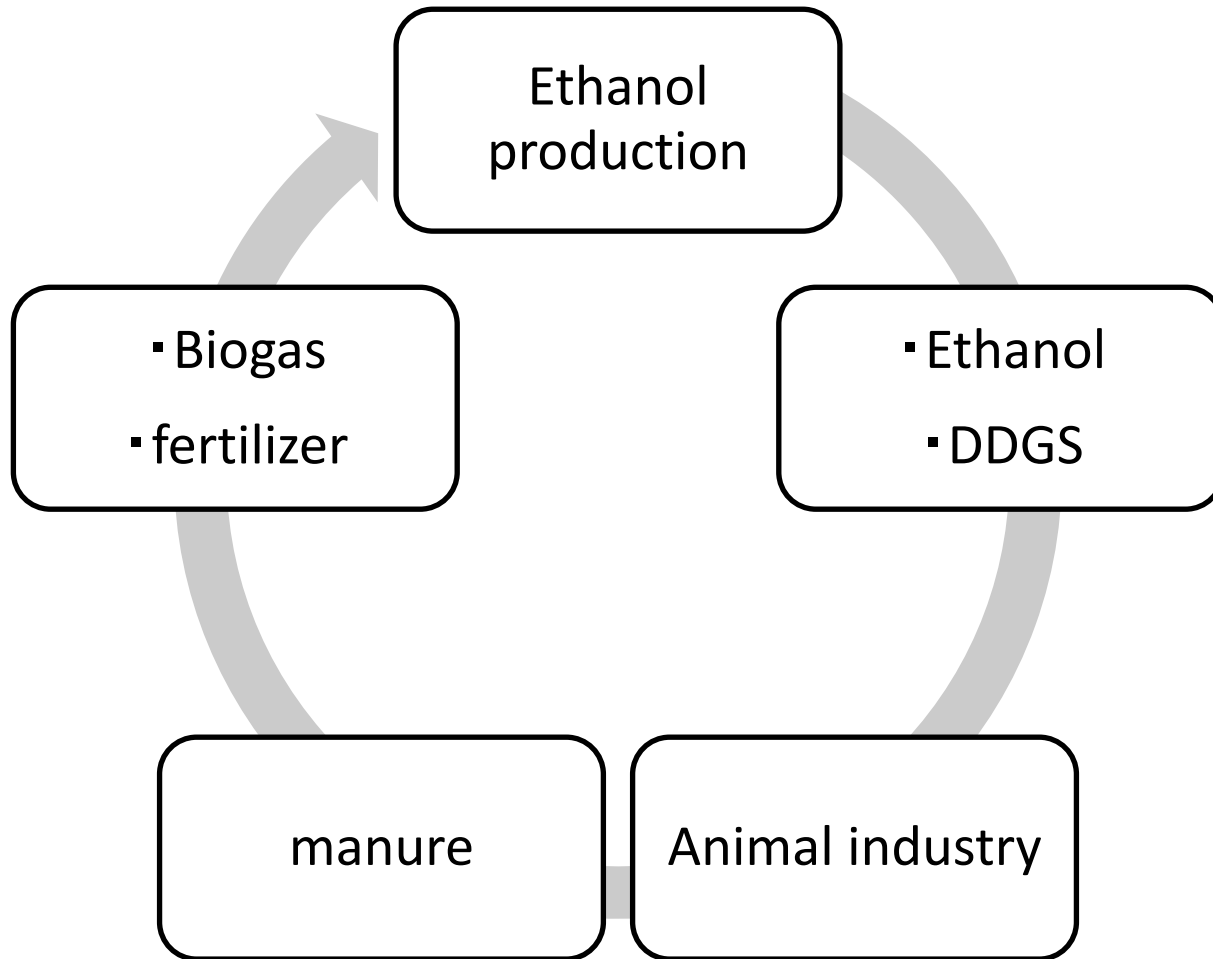 Ethanol
production
▪ Ethanol
▪ DDGS
Animal industry
manure
▪ Biogas
▪ fertilizer